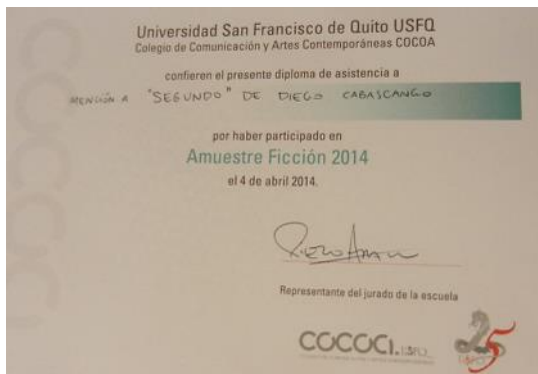 Universidad San Francisco de Quito USFQ
Colegio de Comunicación y Artes Contemporáneas COCOA
confieren el presente diploma de asistencia a
MENCIÓN A "SEGUNDO" DE DIEGO CABASCANGO
por haber participado en
Amuestre Ficción 2014
el 4 de abril 2014.
Representante del jurado de la escuela
COCOCI.USFQ
25